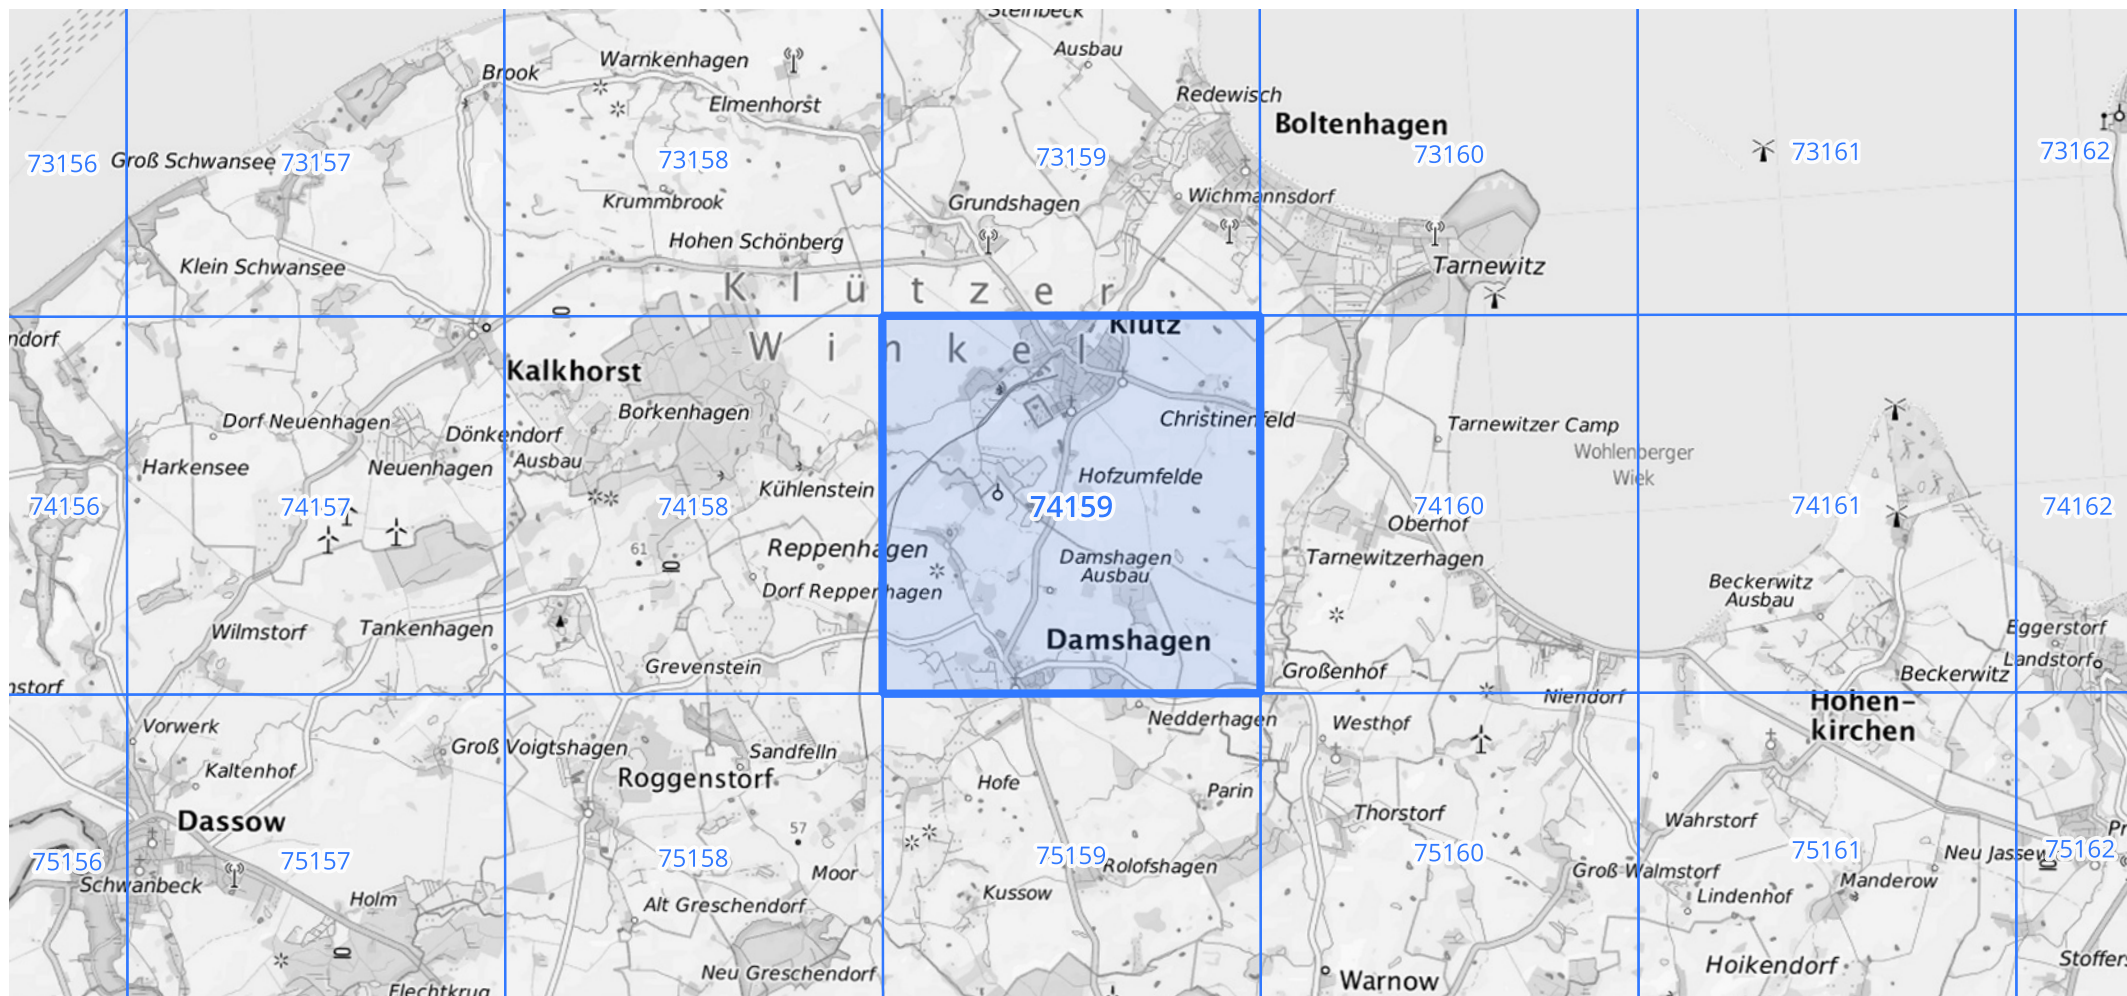 Steinbeck
Ausbau
Brook
Warnkenhagen
Elmenhorst
Redewisch
Boltenhagen
73156
Groß Schwansee
73157
73158
73159
73160
73161
73162
Krummbrook
Grundshagen
Wichmannsdorf
Hohen Schönberg
Klein Schwansee
Tarnewitz
Klützer
Winkel
Klütz
ndorf
Kalkhorst
Borkenhagen
Christinenfeld
Dorf Neuenhagen
Dönkendorf
Ausbau
Tarnewitzer Camp
Wohlenberger
Wiek
Harkensee
Neuenhagen
Kühlenstein
Hofzumfelde
74156
74157
74158
74159
74160
74161
74162
Oberhof
61
Reppenhagen
Damshagen
Ausbau
Tarnewitzerhagen
Dorf Reppenhagen
Beckerwitz
Ausbau
Wilmstorf
Tankenhagen
Damshagen
Eggerstorf
Grevenstein
Großenhof
Landstorf
Beckerwitz
nstorf
Niendorf
Hohen-
kirchen
Vorwerk
Nedderhagen
Westhof
Groß Voigtshagen
Sandfelln
Kaltenhof
Roggenstorf
Hofe
Parin
Dassow
57
Thorstorf
Wahrstorf
Pr
75156
75157
75158
75159
75160
75161
75162
Schwanbeck
Moor
Rolofshagen
Groß Walmstorf
Neu Jassew
Manderow
Holm
Alt Greschendorf
Kussow
Lindenhof
Neu Greschendorf
Warnow
Hoikendorf
Stoffers
Flechtkrug